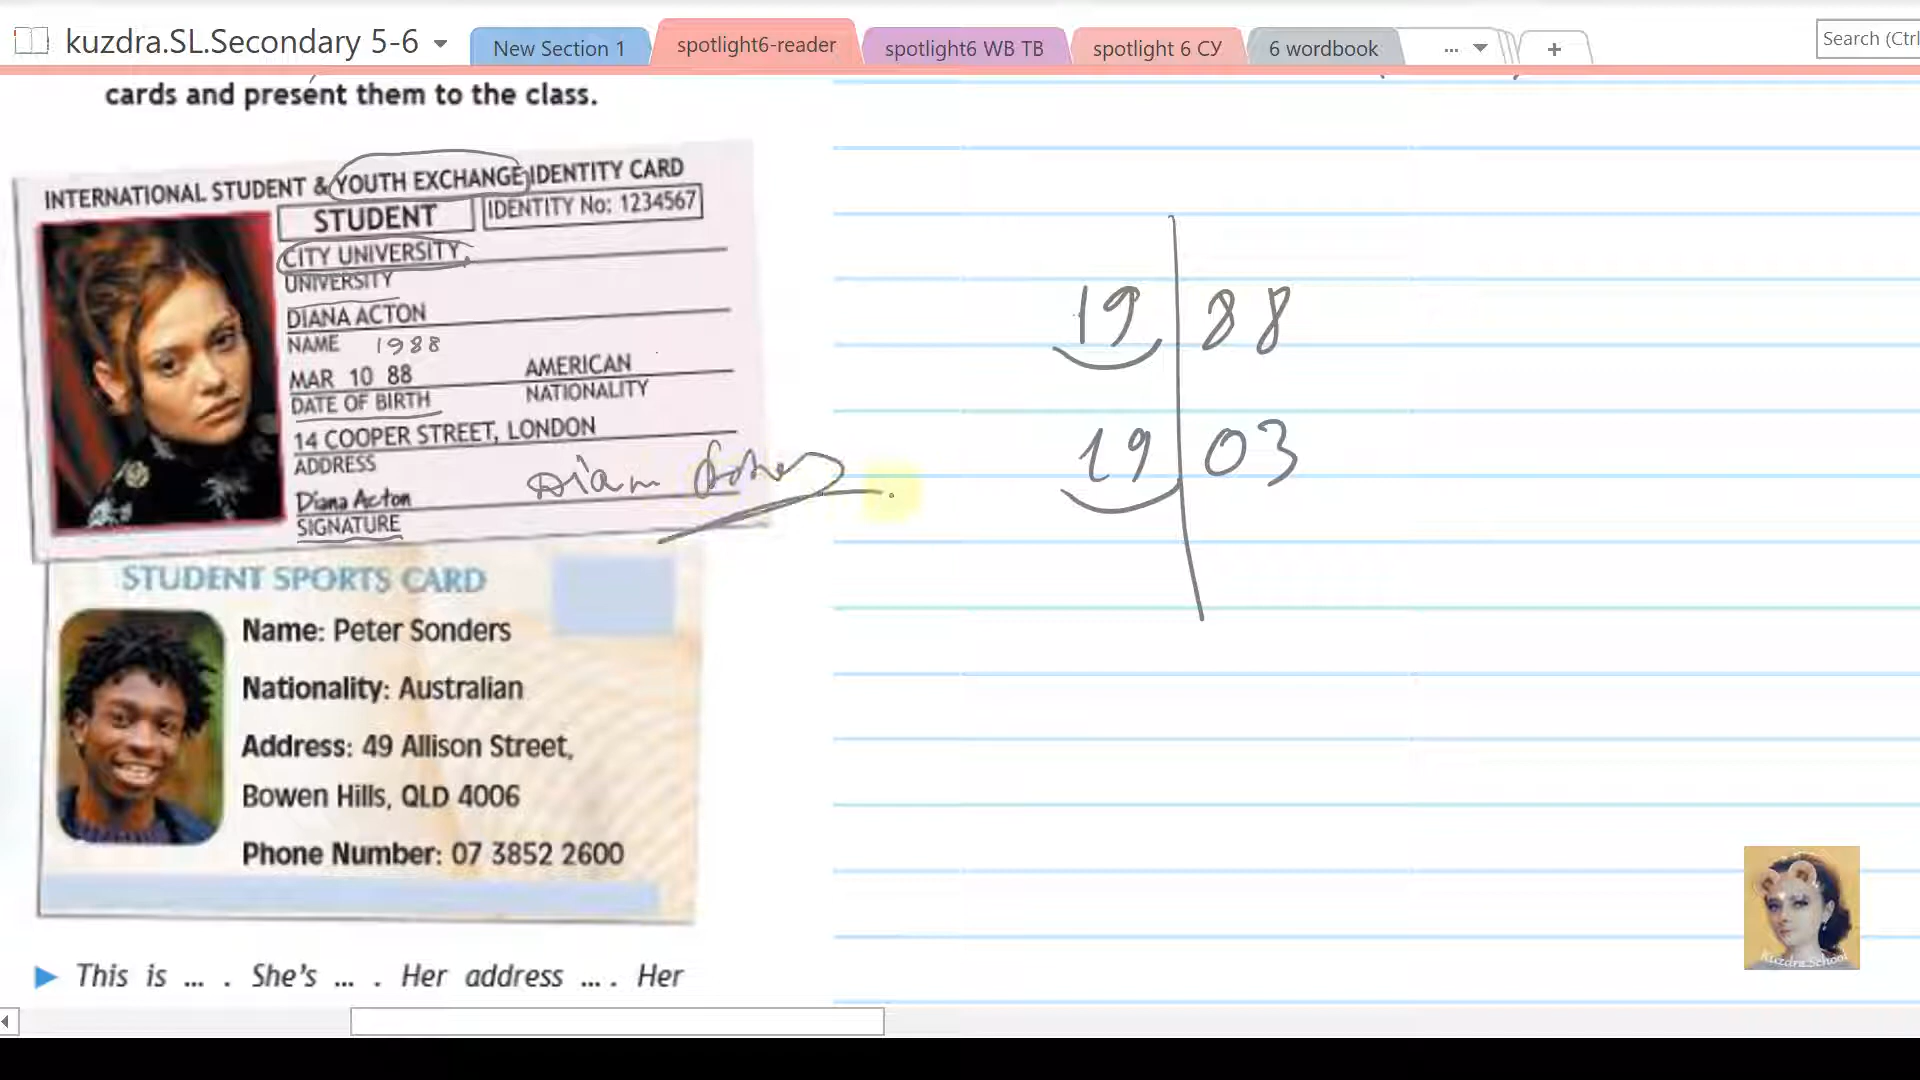 kuzdra.SL.Secondary 5-6
New Section 1
spotlight6-reader
spotlight6 WB TB
spotlight 6 СУ
6 wordbook
...
+
Search (Ctrl
cards and present them to the class.
INTERNATIONAL STUDENT & YOUTH EXCHANGE IDENTITY CARD
STUDENT
IDENTITY No: 1234567
CITY UNIVERSITY
UNIVERSITY
DIANA ACTON
NAME 1988
MAR 10 88 AMERICAN
DATE OF BIRTH NATIONALITY
14 COOPER STREET, LONDON
ADDRESS
Diana Acton
SIGNATURE
STUDENT SPORTS CARD
Name: Peter Sonders
Nationality: Australian
Address: 49 Allison Street,
Bowen Hills, QLD 4006
Phone Number: 07 3852 2600
This is ... . She's ... . Her address ... . Her
19 88
19 03
Kuzdra.School